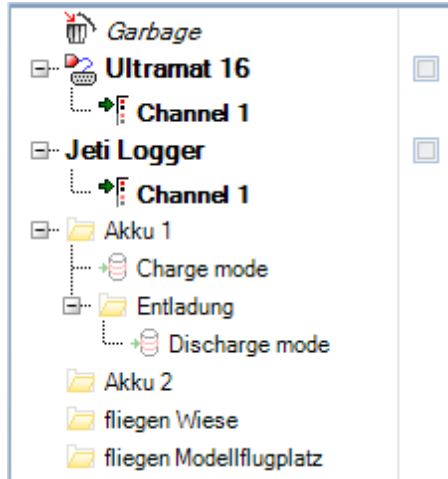 Garbage
Ultramat 16
Channel 1
Jeti Logger
Channel 1
Akku 1
Charge mode
Entladung
Discharge mode
Akku 2
fliegen Wiese
fliegen Modellflugplatz